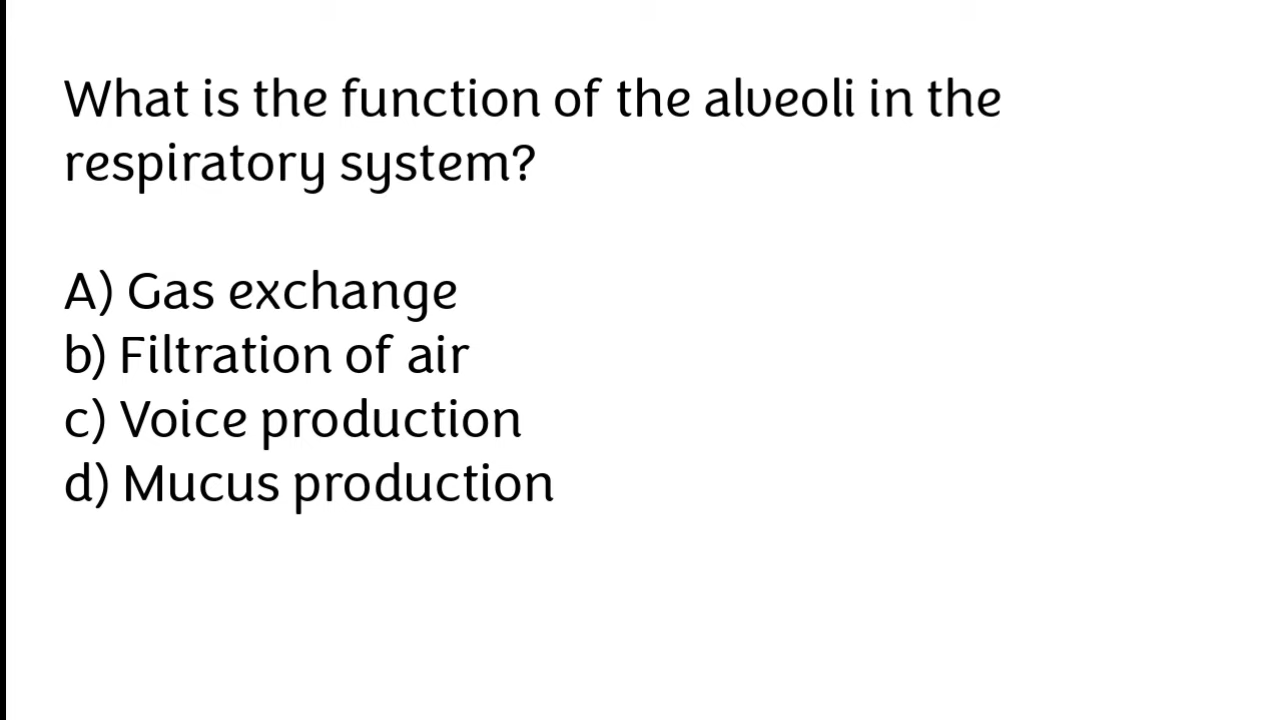 What is the function of the alveoli in the
respiratory system?
A) Gas exchange
b) Filtration of air
c) Voice production
d) Mucus production